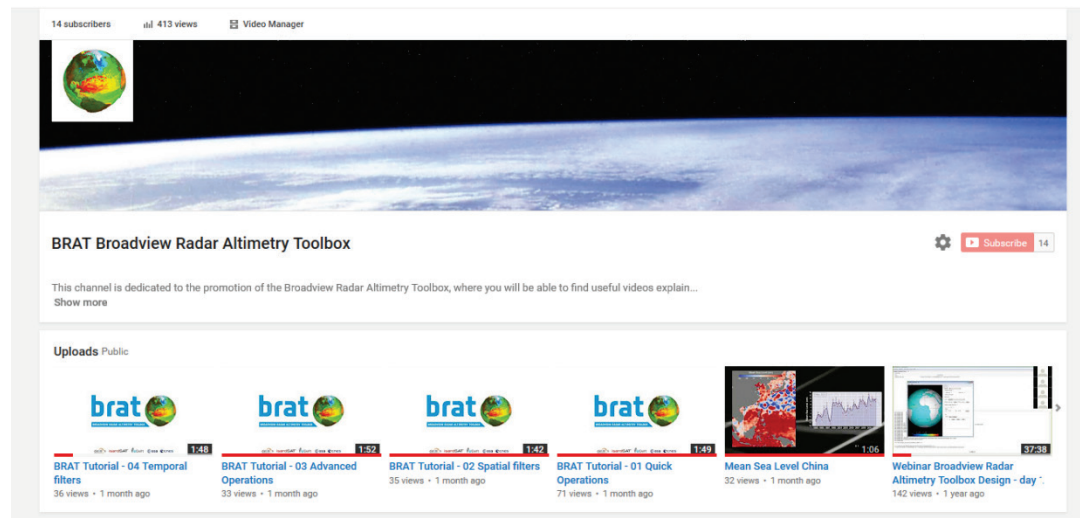 14 subscribers 413 views Video Manager
BRAT Broadview Radar Altimetry Toolbox
Subscribe 14
This channel is dedicated to the promotion of the Broadview Radar Altimetry Toolbox, where you will be able to find useful videos explain...
Show more
Uploads Public
brat brat brat brat
1:48 1:52 1:42 1:49 1:06 37:38
BRAT Tutorial - 04 Temporal
filters
36 views • 1 month ago
BRAT Tutorial - 03 Advanced
Operations
33 views • 1 month ago
BRAT Tutorial - 02 Spatial filters
35 views • 1 month ago
BRAT Tutorial - 01 Quick
Operations
71 views • 1 month ago
Mean Sea Level China
32 views • 1 month ago
Webinar Broadview Radar
Altimetry Toolbox Design - day
142 views • 1 year ago